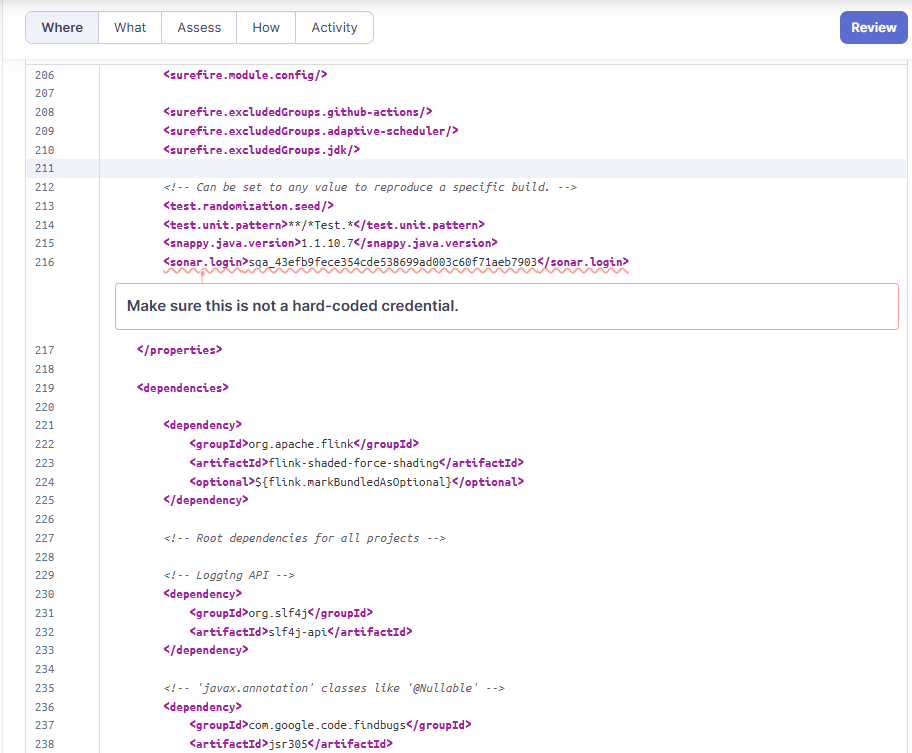 Where What Assess How Activity Review
206 <surefire.module.config/>
207
208 <surefire.excludedGroups.github-actions/>
209 <surefire.excludedGroups.adaptive-scheduler/>
210 <surefire.excludedGroups.jdk/>
211
212 <!-- Can be set to any value to reproduce a specific build. -->
213 <test.randomization.seed/>
214 <test.unit.pattern>**/*Test.*</test.unit.pattern>
215 <snappy.java.version>1.1.10.7</snappy.java.version>
216 <sonar.login>sqa_43efb9fece354cde538699ad003c60f71aeb7903</sonar.login>
Make sure this is not a hard-coded credential.
217 </properties>
218
219 <dependencies>
220
221 <dependency>
222 <groupId>org.apache.flink</groupId>
223 <artifactId>flink-shaded-force-shading</artifactId>
224 <optional>${flink.markBundledAsOptional}</optional>
225 </dependency>
226
227 <!-- Root dependencies for all projects -->
228
229 <!-- Logging API -->
230 <dependency>
231 <groupId>org.slf4j</groupId>
232 <artifactId>slf4j-api</artifactId>
233 </dependency>
234
235 <!-- 'javax.annotation' classes like '@Nullable' -->
236 <dependency>
237 <groupId>com.google.code.findbugs</groupId>
238 <artifactId>jsr305</artifactId>